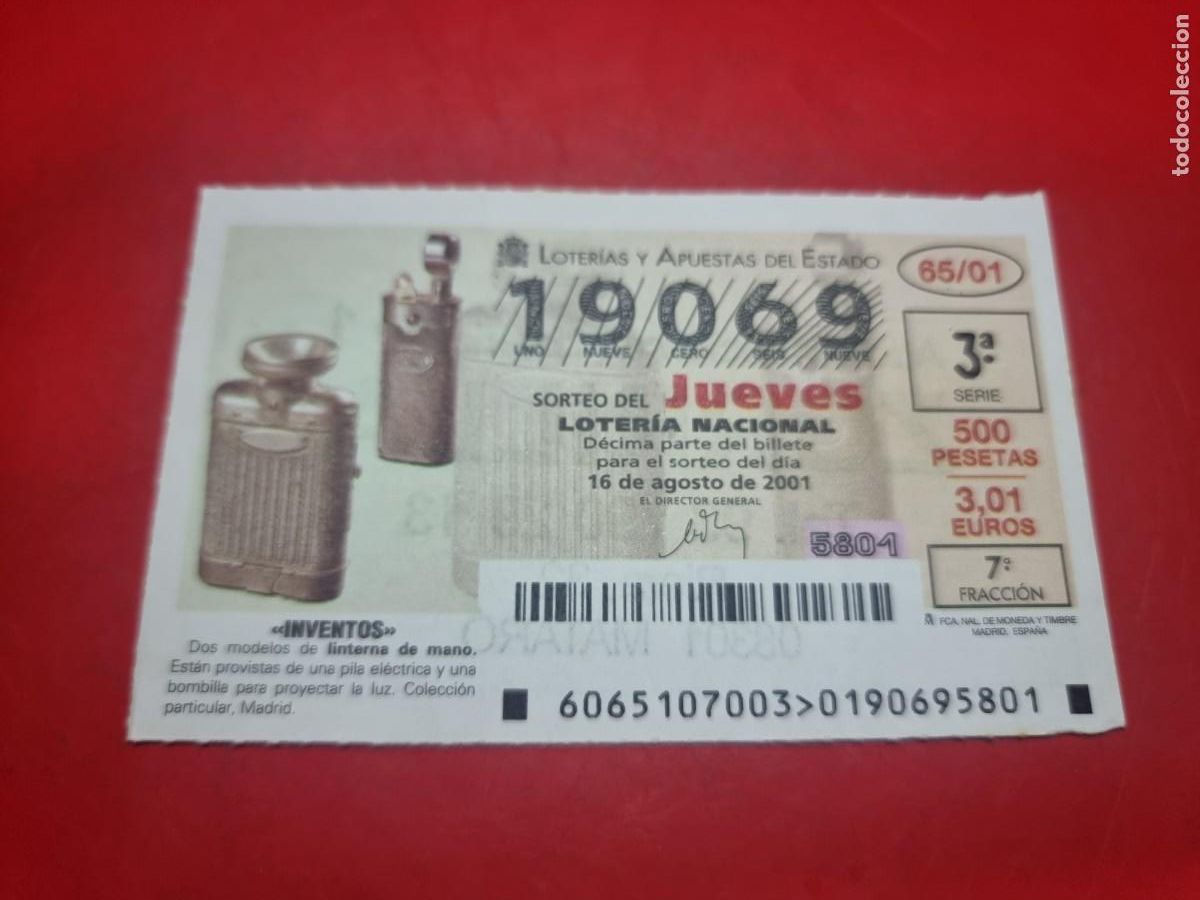 todocoleccion
LOTERÍAS Y APUESTAS DEL ESTADO
65/01
19069
UNO NUEVE CERO SEIS NUEVE
3ª
SERIE
SORTEO DEL Jueves
LOTERÍA NACIONAL
Décima parte del billete
para el sorteo del día
16 de agosto de 2001
EL DIRECTOR GENERAL
500
PESETAS
3,01
EUROS
5801
7ª
FRACCIÓN
FCA. NAL. DE MONEDA Y TIMBRE
MADRID. ESPAÑA
«INVENTOS»
Dos modelos de linterna de mano.
Están provistas de una pila eléctrica y una
bombilla para proyectar la luz. Colección
particular, Madrid.
6065107003>0190695801